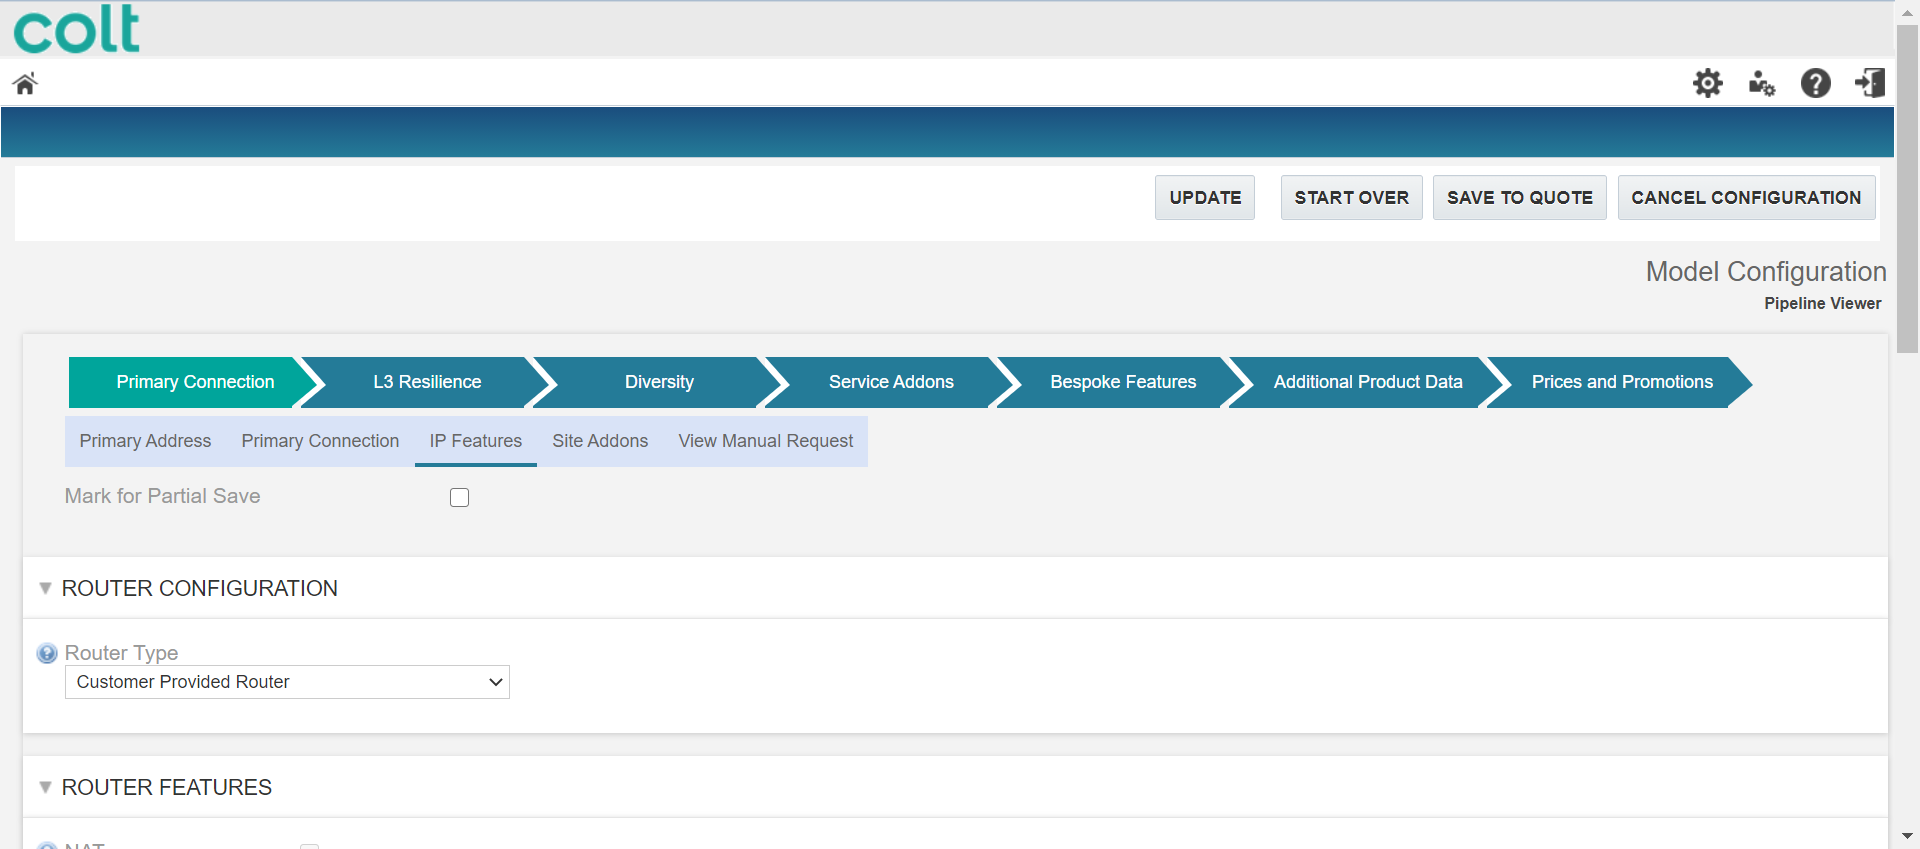 colt
UPDATE START OVER SAVE TO QUOTE CANCEL CONFIGURATION
Model Configuration
Pipeline Viewer
Primary Connection L3 Resilience Diversity Service Addons Bespoke Features Additional Product Data Prices and Promotions
Primary Address Primary Connection IP Features Site Addons View Manual Request
Mark for Partial Save
ROUTER CONFIGURATION
Router Type
Customer Provided Router
ROUTER FEATURES
NAT